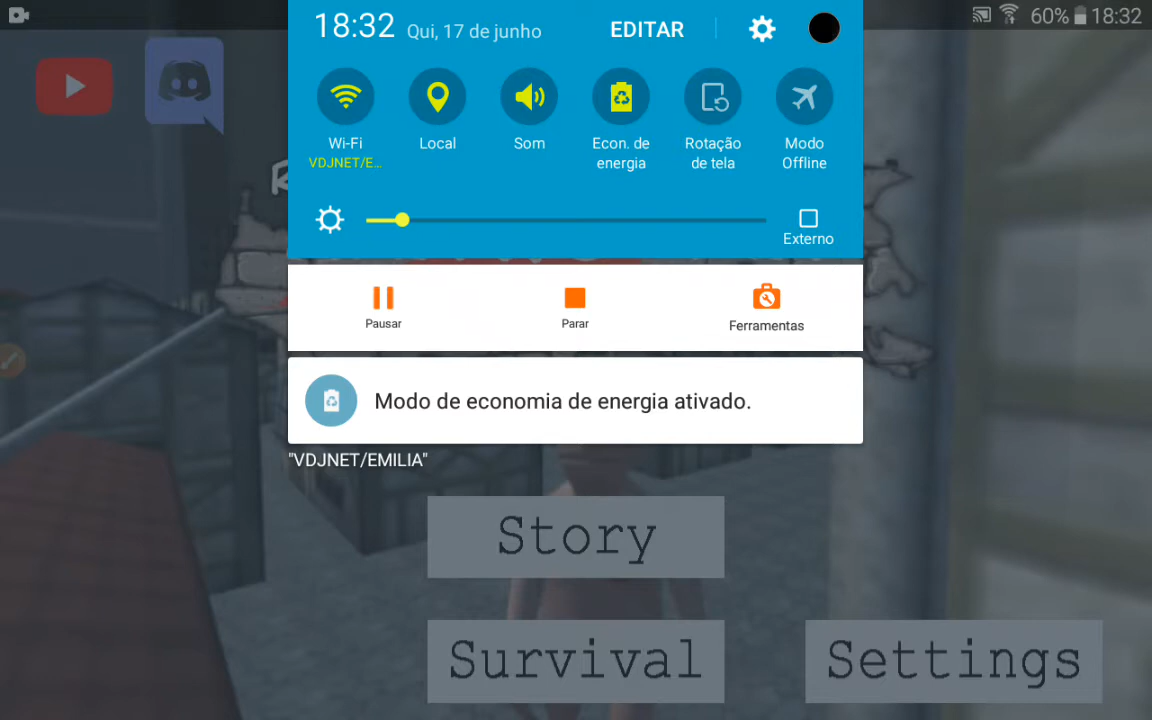 18:32 Qui, 17 de junho EDITAR
60% 18:32
Wi-Fi
VDJNET/E...
Local
Som
Econ. de
energia
Rotação
de tela
Modo
Offline
Externo
Pausar
Parar
Ferramentas
Modo de economia de energia ativado.
"VDJNET/EMILIA"
Story
Survival
Settings